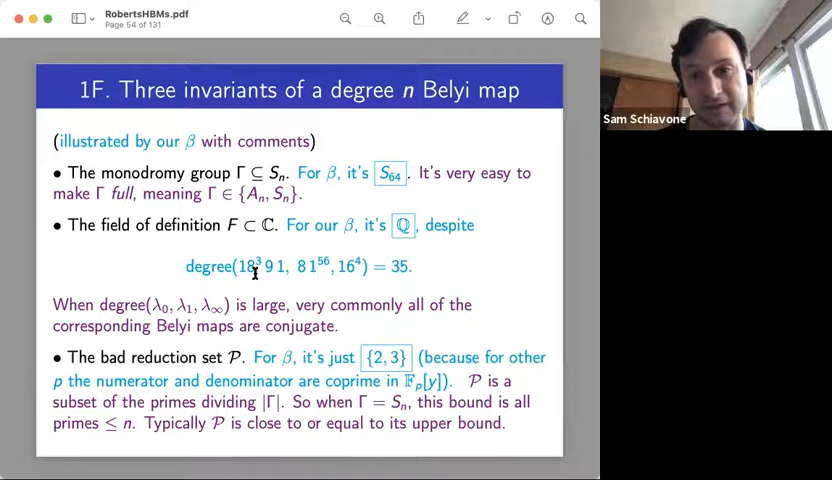 RobertsHBMs.pdf
Page 54 of 131
Sam Schiavone
1F. Three invariants of a degree n Belyi map
(illustrated by our β with comments)
• The monodromy group Γ ⊆ Sₙ. For β, it's S₆₄. It's very easy to
make Γ full, meaning Γ ∈ {Aₙ, Sₙ}.
• The field of definition F ⊂ ℂ. For our β, it's ℚ, despite
degree(18³ 9 1, 8 1⁵⁶, 16⁴) = 35.
When degree(λ₀, λ₁, λ∞) is large, very commonly all of the
corresponding Belyi maps are conjugate.
• The bad reduction set 𝒫. For β, it's just {2, 3} (because for other
p the numerator and denominator are coprime in 𝔽ₚ[y]). 𝒫 is a
subset of the primes dividing |Γ|. So when Γ = Sₙ, this bound is all
primes ≤ n. Typically 𝒫 is close to or equal to its upper bound.